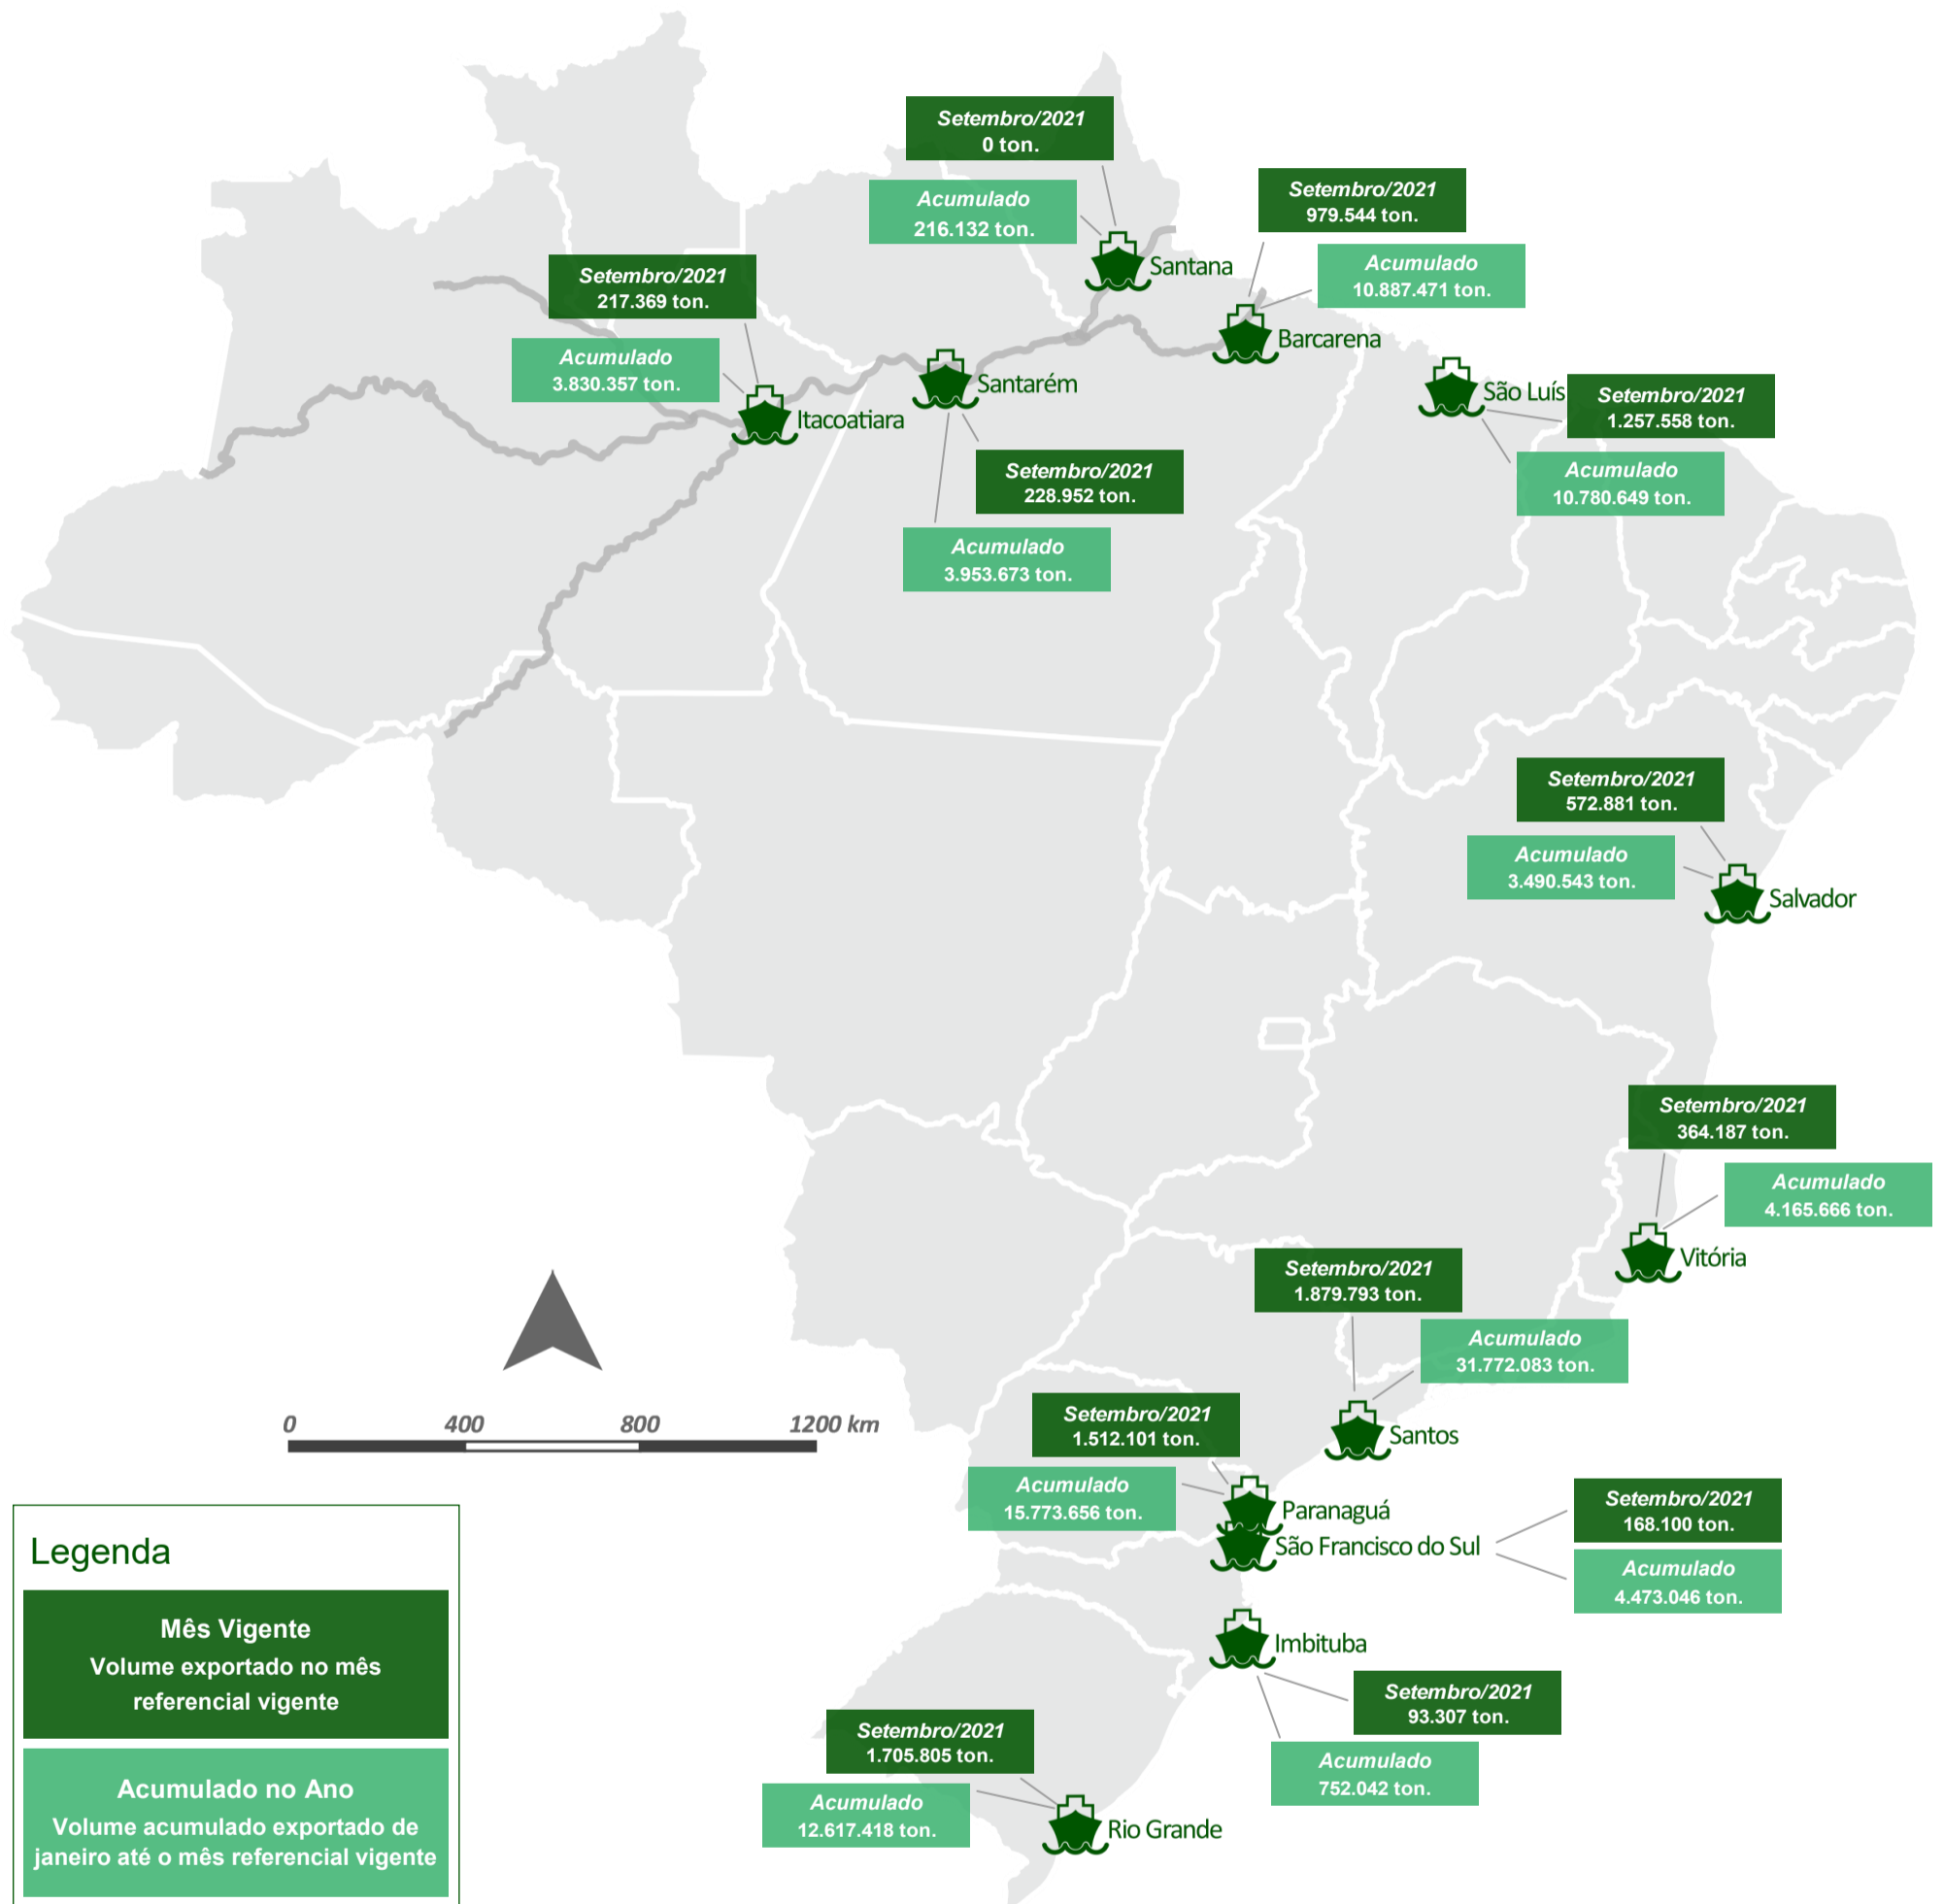 Setembro/2021
0 ton.
Acumulado
216.132 ton.
Santana
Setembro/2021
979.544 ton.
Acumulado
10.887.471 ton.
Barcarena
Setembro/2021
217.369 ton.
Acumulado
3.830.357 ton.
Itacoatiara
Santarém
Setembro/2021
228.952 ton.
Acumulado
3.953.673 ton.
São Luís
Setembro/2021
1.257.558 ton.
Acumulado
10.780.649 ton.
Setembro/2021
572.881 ton.
Acumulado
3.490.543 ton.
Salvador
Setembro/2021
364.187 ton.
Acumulado
4.165.666 ton.
Vitória
Setembro/2021
1.879.793 ton.
Acumulado
31.772.083 ton.
Santos
Setembro/2021
1.512.101 ton.
Acumulado
15.773.656 ton.
Paranaguá
São Francisco do Sul
Setembro/2021
168.100 ton.
Acumulado
4.473.046 ton.
Imbituba
Setembro/2021
93.307 ton.
Acumulado
752.042 ton.
Setembro/2021
1.705.805 ton.
Acumulado
12.617.418 ton.
Rio Grande
0 400 800 1200 km
Legenda
Mês Vigente
Volume exportado no mês
referencial vigente
Acumulado no Ano
Volume acumulado exportado de
janeiro até o mês referencial vigente